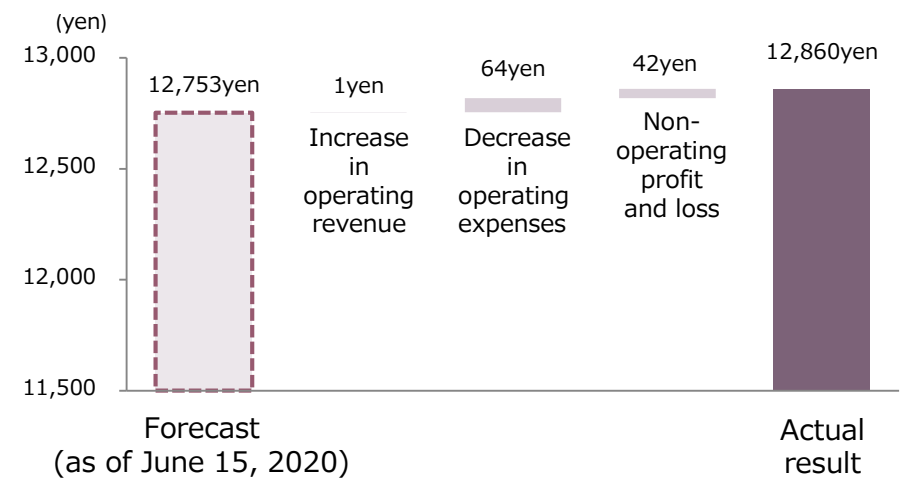 (yen)
13,000
12,500
12,000
11,500
12,753yen
1yen
64yen
42yen
12,860yen
Increase
in
operating
revenue
Decrease
in
operating
expenses
Non-
operating
profit
and loss
Forecast
(as of June 15, 2020)
Actual
result